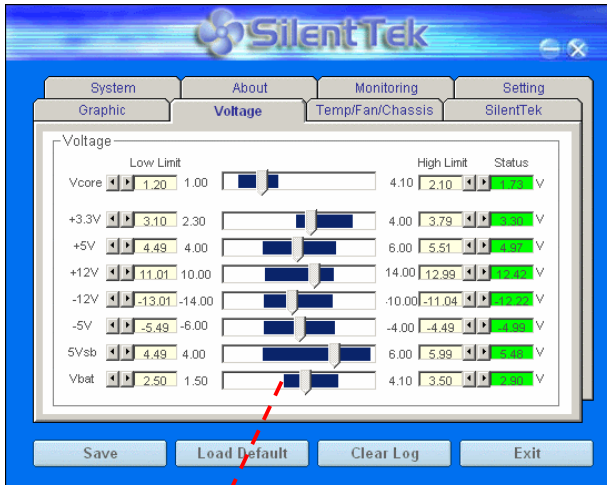 SilentTek
System About Monitoring Setting
Graphic Voltage Temp/Fan/Chassis SilentTek
Voltage
Low Limit High Limit Status
Vcore 1.20 1.00 4.10 2.10 1.73 V
+3.3V 3.10 2.30 4.00 3.79 3.30 V
+5V 4.49 4.00 6.00 5.51 4.97 V
+12V 11.01 10.00 14.00 12.99 12.42 V
-12V -13.01 -14.00 -10.00 -11.04 -12.22 V
-5V -5.49 -6.00 -4.00 -4.49 -4.99 V
5Vsb 4.49 4.00 6.00 5.99 5.48 V
Vbat 2.50 1.50 4.10 3.50 2.90 V
Save Load Default Clear Log Exit